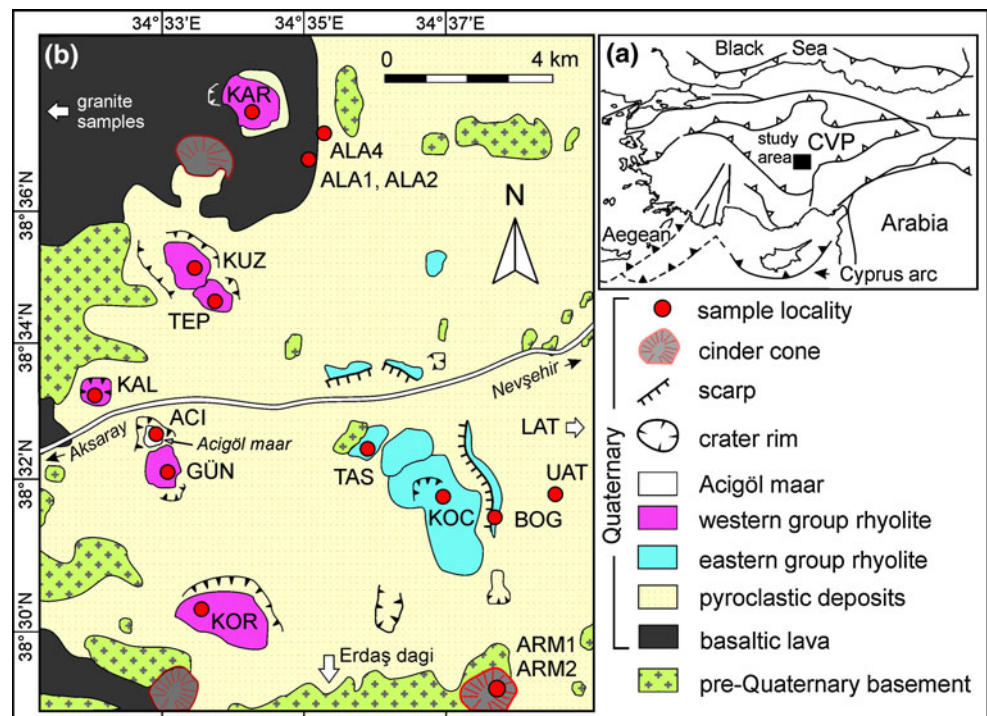 34°33'E
34°35'E
34°37'E
(b)
0 4 km
KAR
granite
samples
ALA4
ALA1, ALA2
N
38°36'N
KUZ
TEP
38°34'N
KAL
Nevşehir
ACI
Aksaray
Acigöl maar
LAT
38°32'N
GÜN
TAS
UAT
KOC
BOG
38°30'N
KOR
ARM1
ARM2
Erdaş dagi
(a)
Black Sea
study
area
CVP
Arabia
Aegean
Cyprus arc
Quaternary
sample locality
cinder cone
scarp
crater rim
Acigöl maar
western group rhyolite
eastern group rhyolite
pyroclastic deposits
basaltic lava
pre-Quaternary basement